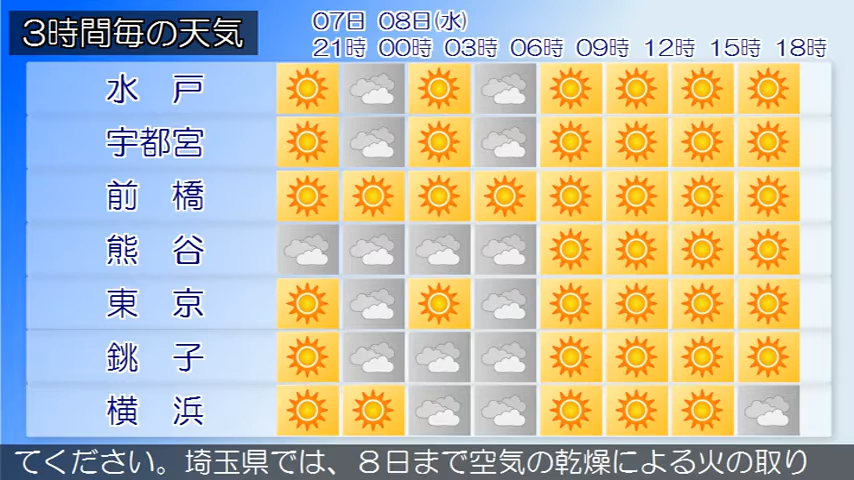 3時間毎の天気
07日 08日(水)
21時 00時 03時 06時 09時 12時 15時 18時
水戸
宇都宮
前橋
熊谷
東京
銚子
横浜
てください。埼玉県では、８日まで空気の乾燥による火の取り